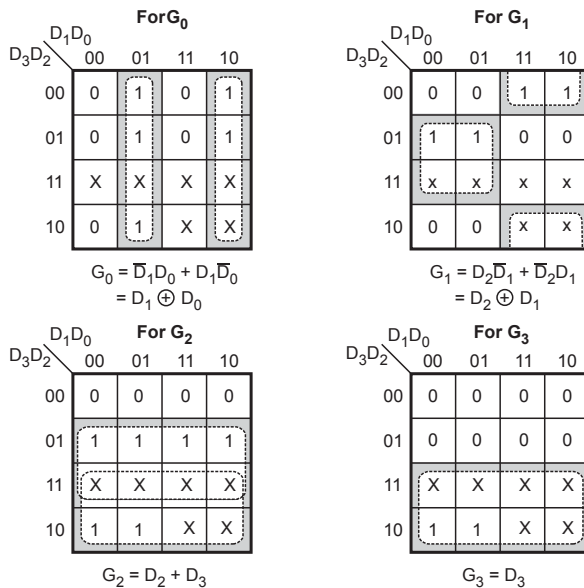 ForG0
D1D0
D3D2 00 01 11 10
00 0 1 0 1
01 0 1 0 1
11 X X X X
10 0 1 X X
G0 = D̅1D0 + D1D̅0
= D1 ⊕ D0
For G1
D1D0
D3D2 00 01 11 10
00 0 0 1 1
01 1 1 0 0
11 x x x x
10 0 0 x x
G1 = D2D̅1 + D̅2D1
= D2 ⊕ D1
For G2
D1D0
D3D2 00 01 11 10
00 0 0 0 0
01 1 1 1 1
11 X X X X
10 1 1 X X
G2 = D2 + D3
For G3
D1D0
D3D2 00 01 11 10
00 0 0 0 0
01 0 0 0 0
11 X X X X
10 1 1 X X
G3 = D3